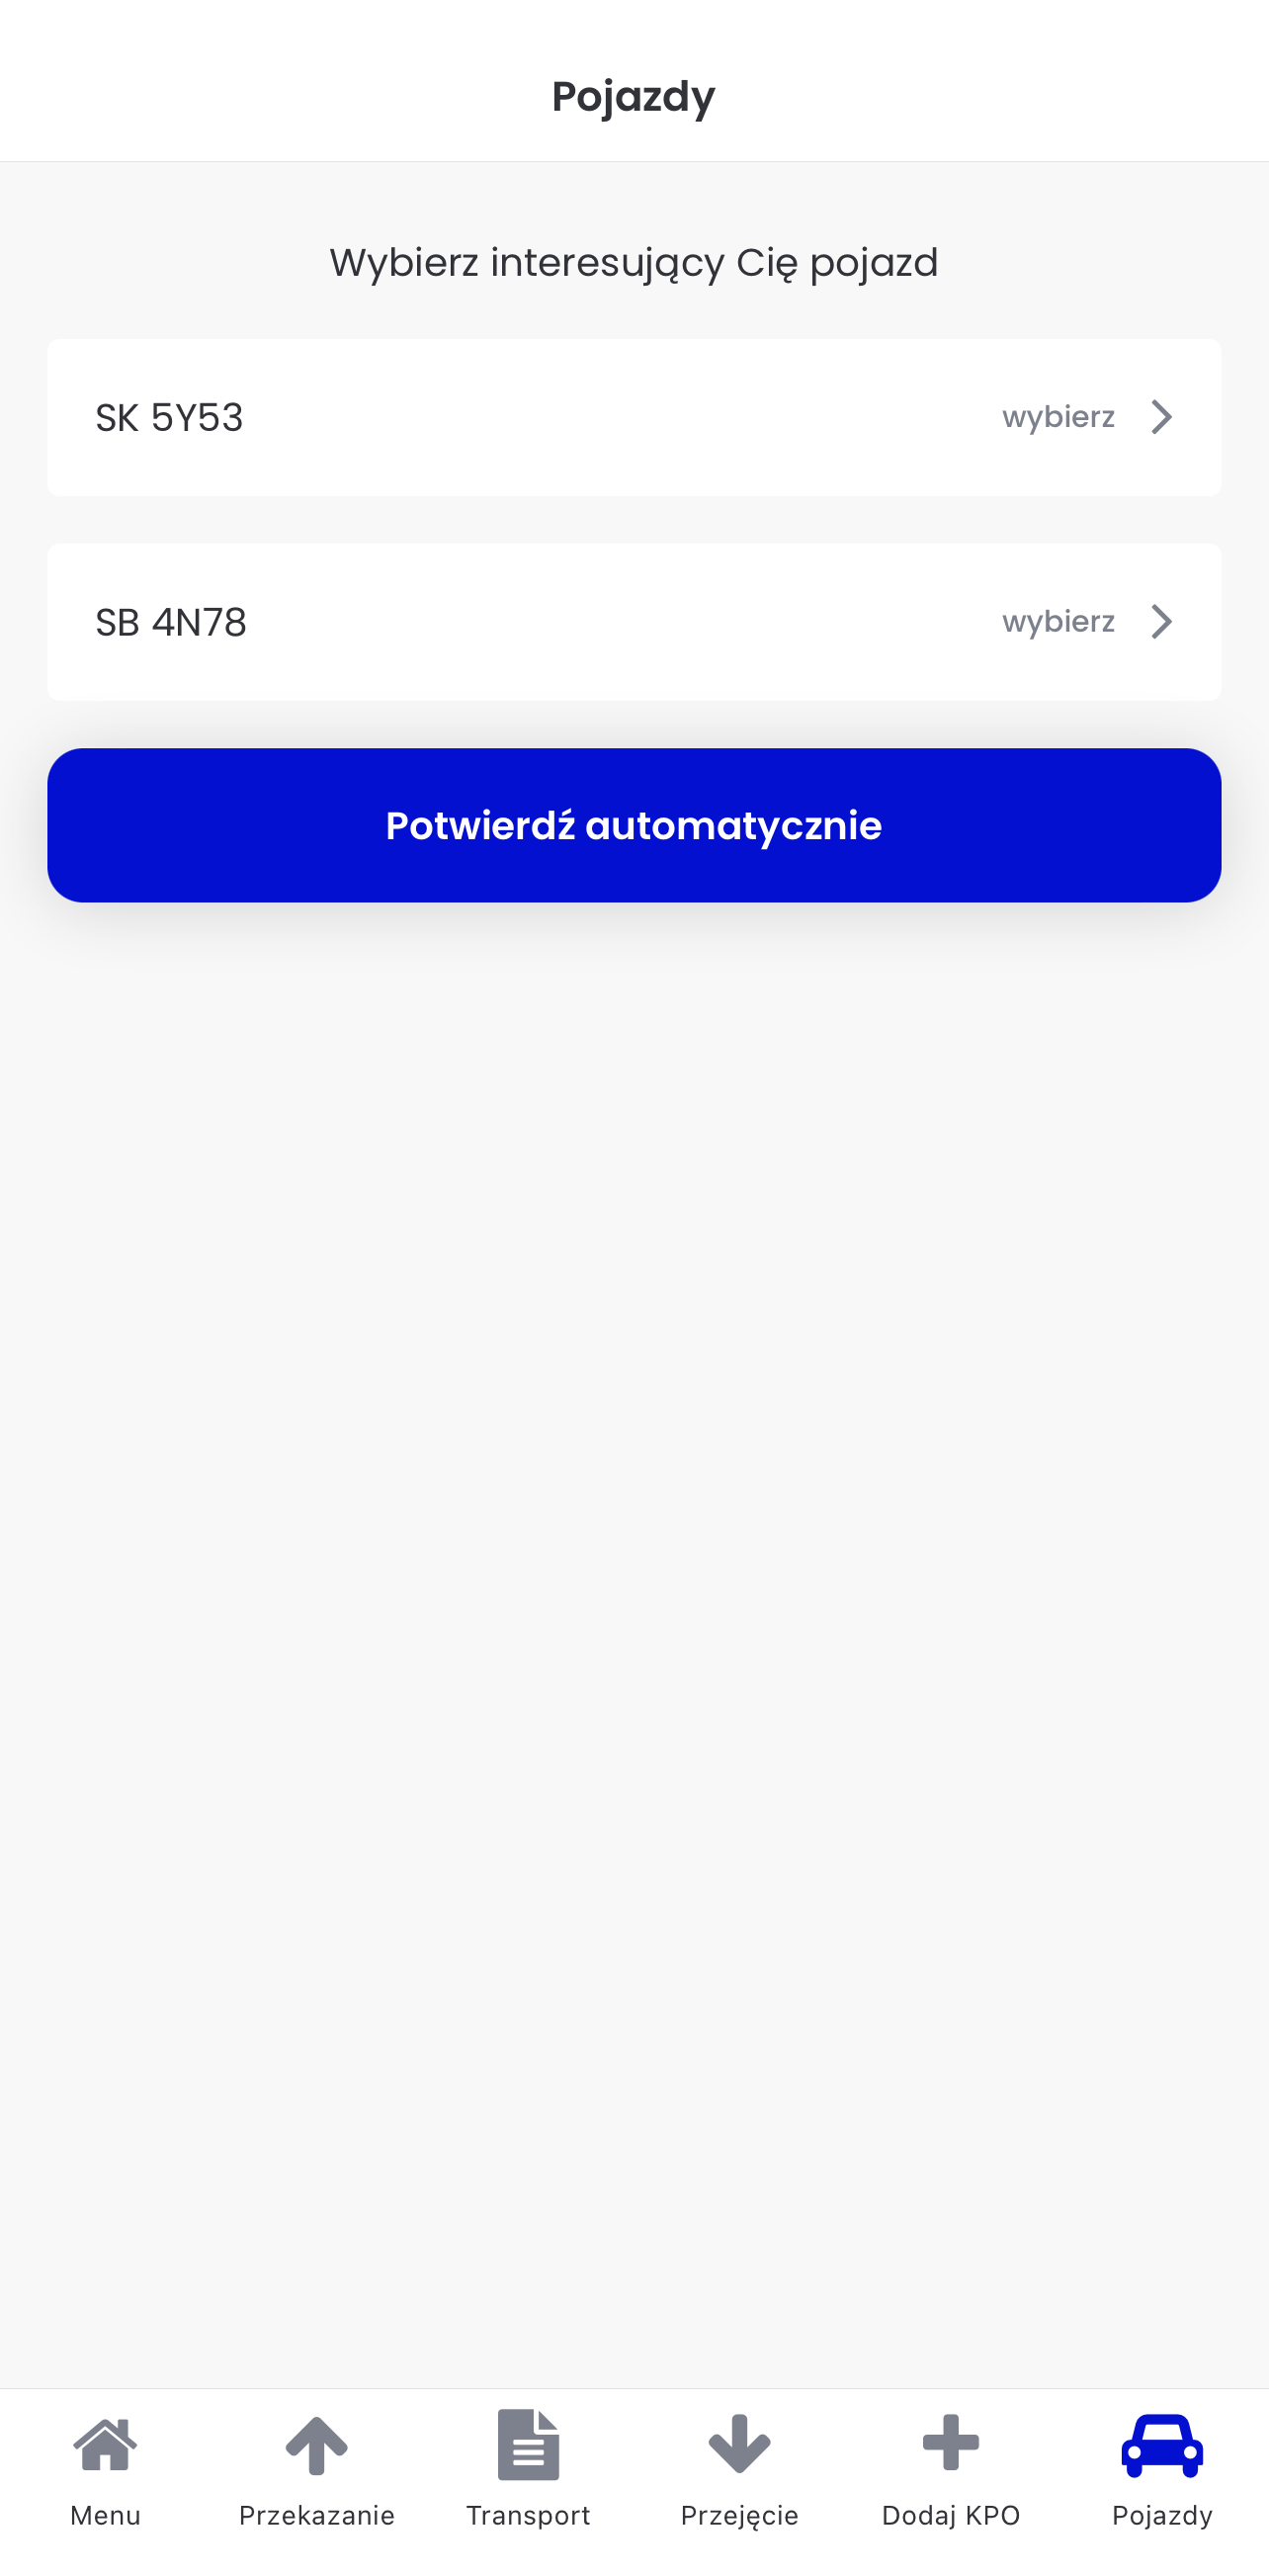 Pojazdy
Wybierz interesujący Cię pojazd
SK 5Y53 wybierz
SB 4N78 wybierz
Potwierdź automatycznie
Menu Przekazanie Transport Przejęcie Dodaj KPO Pojazdy